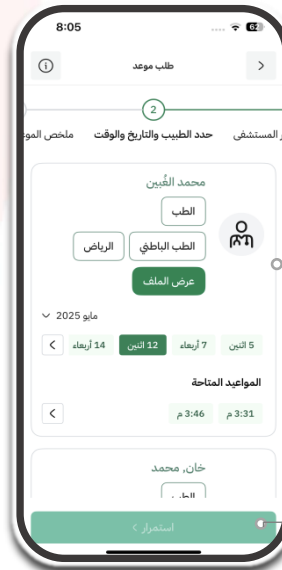 8:05
62
طلب موعد
2
ر المستشفى
حدد الطبيب والتاريخ والوقت
ملخص الموع
محمد الغُبين
الطب
الطب الباطني
الرياض
عرض الملف
مايو 2025
5 اثنين
7 أربعاء
12 اثنين
14 أربعاء
المواعيد المتاحة
3:31 م
3:46 م
خان, محمد
الطب
استمرار